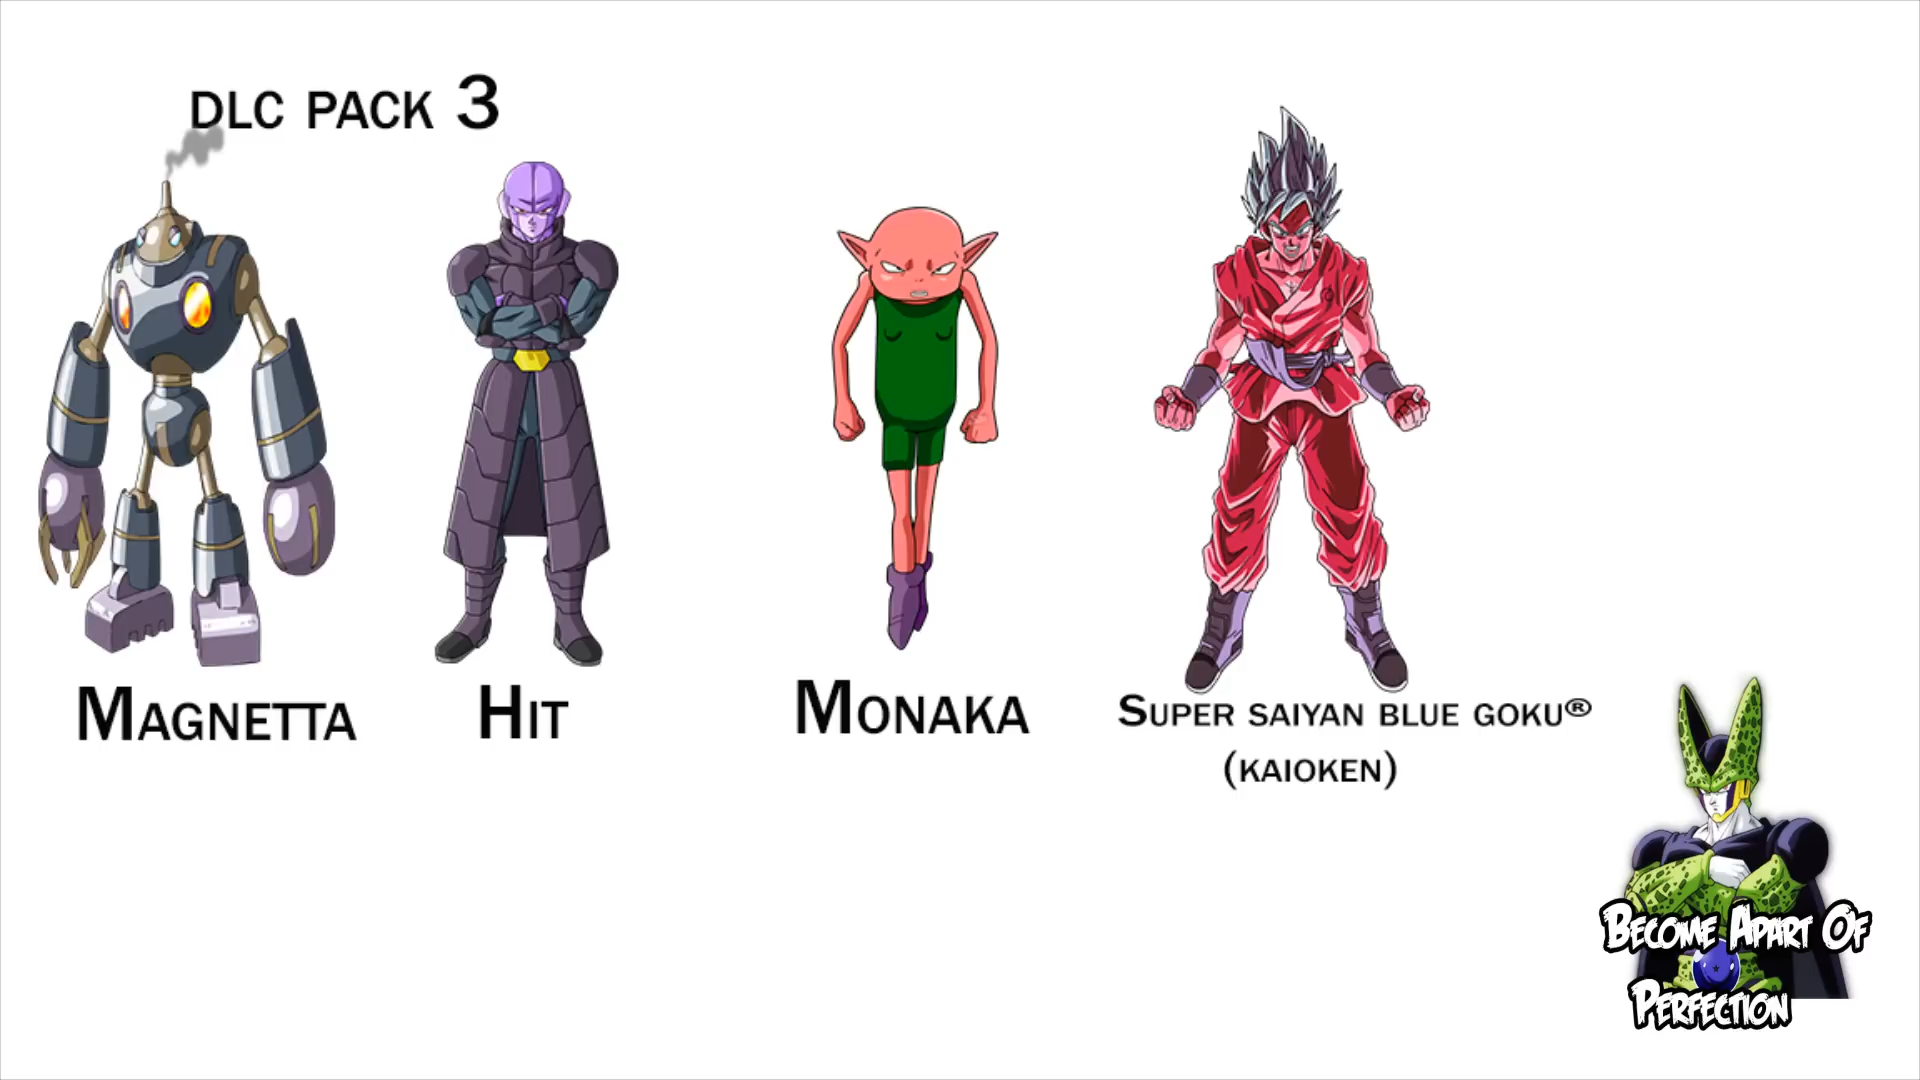 DLC PACK 3
MAGNETTA
HIT
MONAKA
SUPER SAIYAN BLUE GOKU®
(KAIOKEN)
BECOME APART OF
PERFECTION